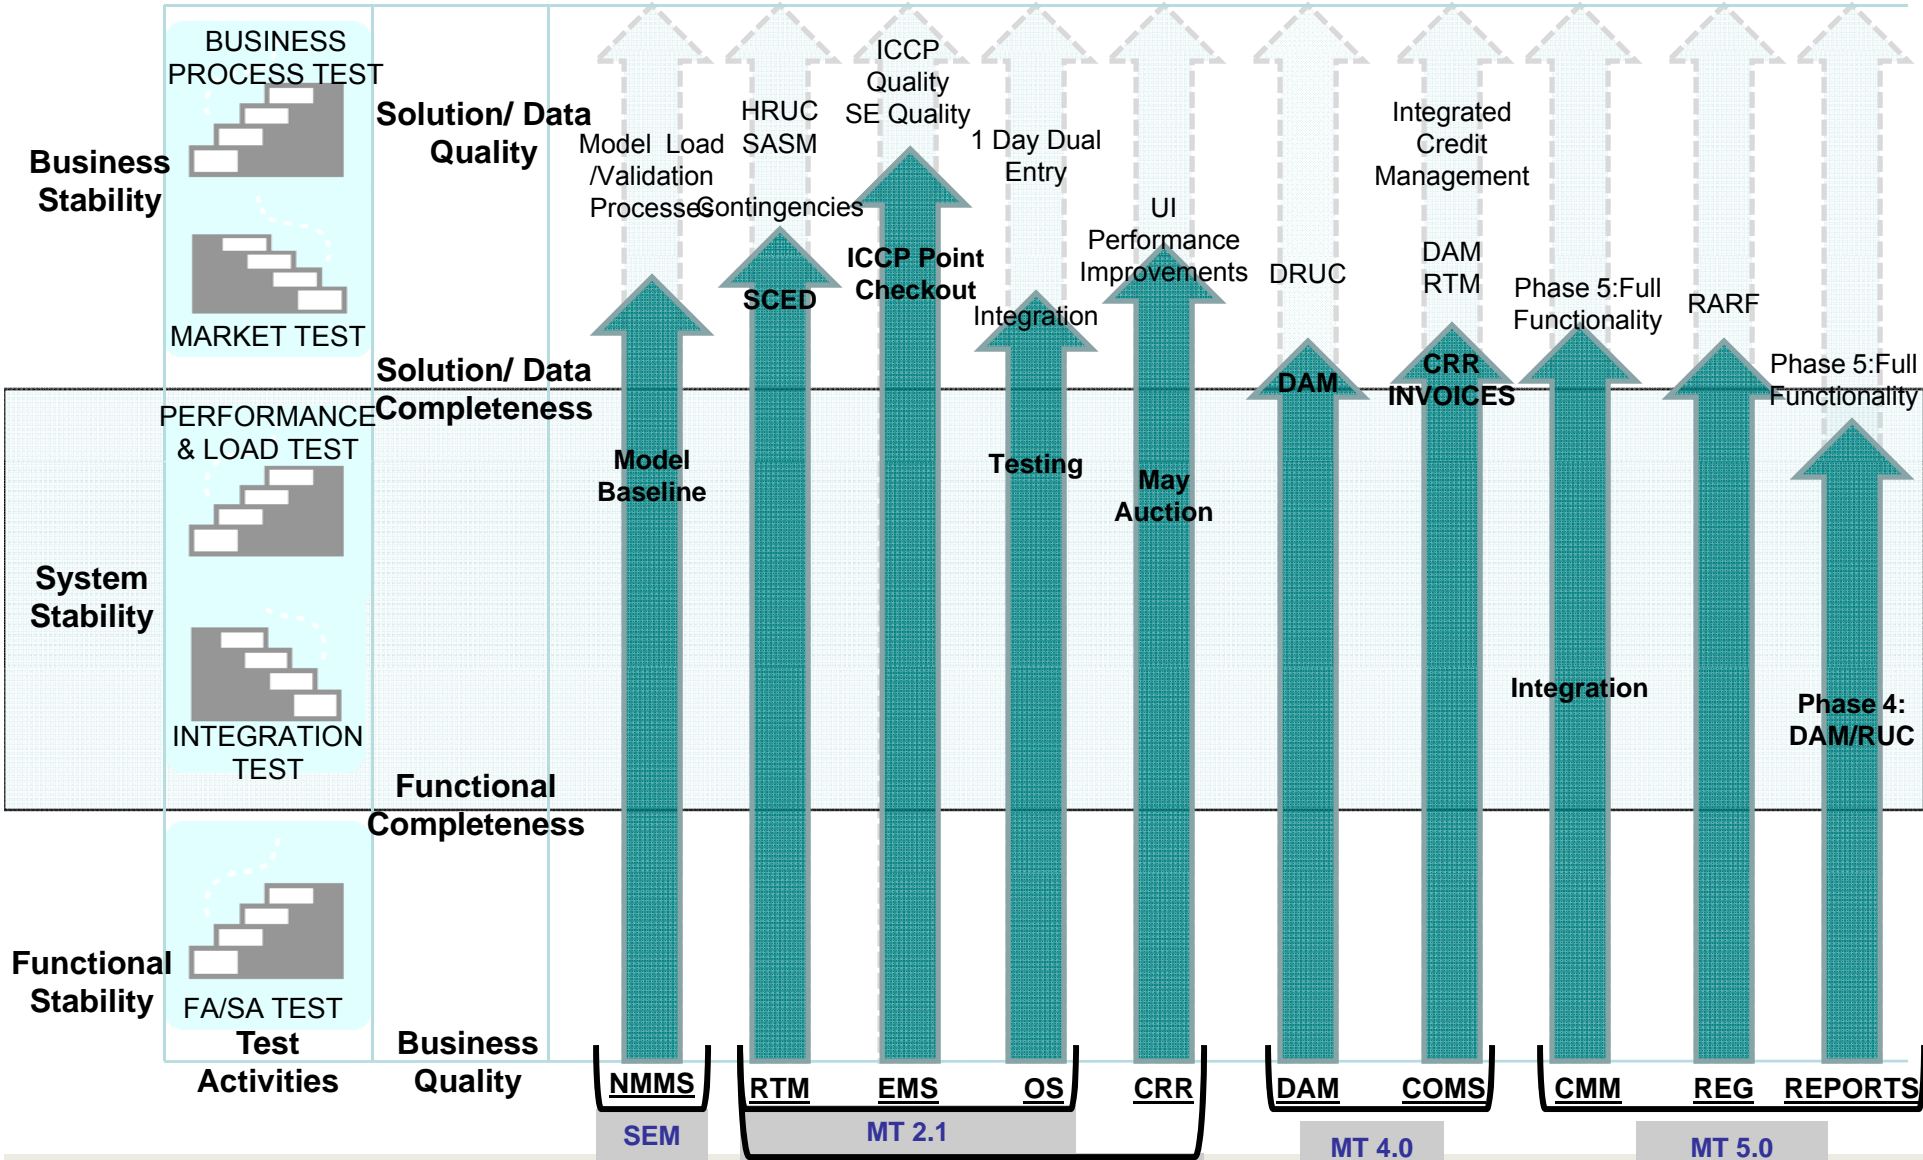 BUSINESS
PROCESS TEST
Business
Stability
MARKET TEST
PERFORMANCE
& LOAD TEST
System
Stability
INTEGRATION
TEST
Functional
Stability
FA/SA TEST
Test
Activities
Solution/ Data
Quality
Solution/ Data
Completeness
Functional
Completeness
Business
Quality
Model Load
/Validation
Processes
Model
Baseline
NMMS
SEM
HRUC
SASM
Contingencies
SCED
RTM
ICCP
Quality
SE Quality
ICCP Point
Checkout
EMS
MT 2.1
1 Day Dual
Entry
Integration
Testing
OS
UI
Performance
Improvements
May
Auction
CRR
DRUC
DAM
DAM
MT 4.0
Integrated
Credit
Management
DAM
RTM
CRR
INVOICES
COMS
Phase 5:Full
Functionality
Integration
CMM
RARF
REG
MT 5.0
Phase 5:Full
Functionality
Phase 4:
DAM/RUC
REPORTS